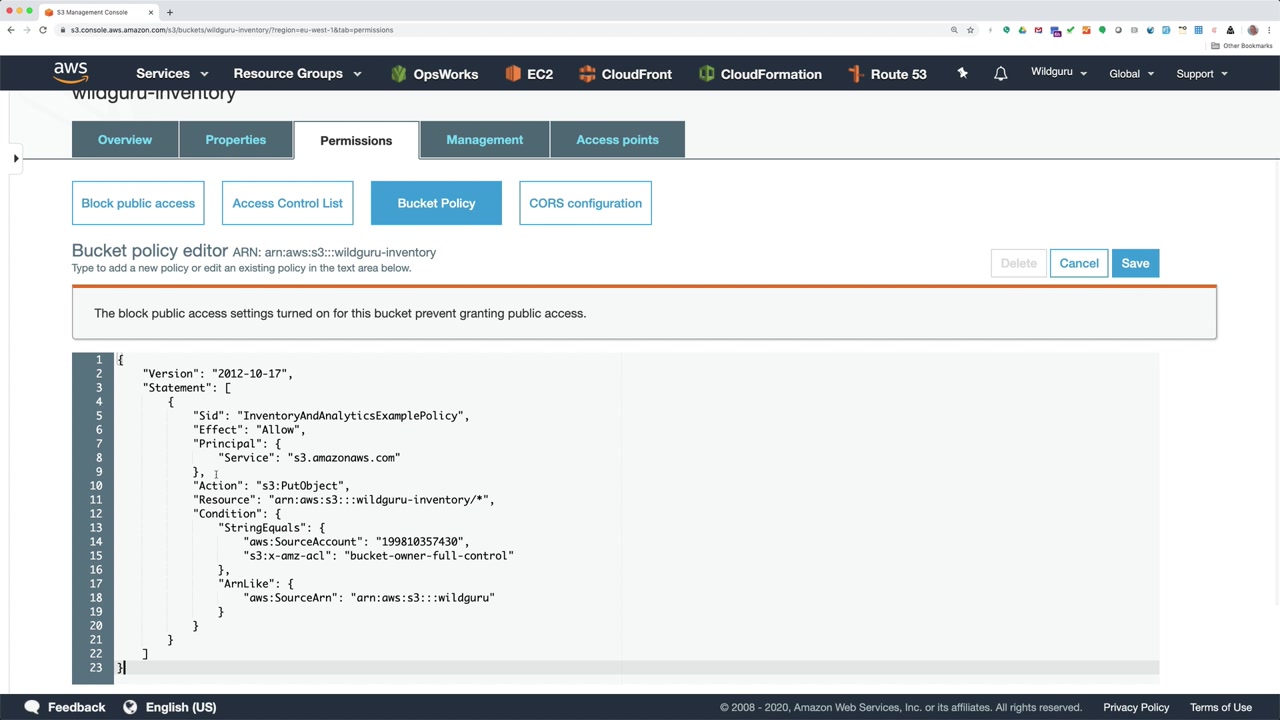 S3 Management Console
s3.console.aws.amazon.com/s3/buckets/wildguru-inventory/?region=eu-west-1&tab=permissions
Other Bookmarks
aws Services Resource Groups OpsWorks EC2 CloudFront CloudFormation Route 53 Wildguru Global Support
wildguru-inventory
Overview Properties Permissions Management Access points
Block public access Access Control List Bucket Policy CORS configuration
Bucket policy editor ARN: arn:aws:s3:::wildguru-inventory
Type to add a new policy or edit an existing policy in the text area below.
Delete Cancel Save
The block public access settings turned on for this bucket prevent granting public access.
1 {
2 "Version": "2012-10-17",
3 "Statement": [
4 {
5 "Sid": "InventoryAndAnalyticsExamplePolicy",
6 "Effect": "Allow",
7 "Principal": {
8 "Service": "s3.amazonaws.com"
9 },
10 "Action": "s3:PutObject",
11 "Resource": "arn:aws:s3:::wildguru-inventory/*",
12 "Condition": {
13 "StringEquals": {
14 "aws:SourceAccount": "199810357430",
15 "s3:x-amz-acl": "bucket-owner-full-control"
16 },
17 "ArnLike": {
18 "aws:SourceArn": "arn:aws:s3:::wildguru"
19 }
20 }
21 }
22 ]
23 }
Feedback English (US) © 2008 - 2020, Amazon Web Services, Inc. or its affiliates. All rights reserved. Privacy Policy Terms of Use